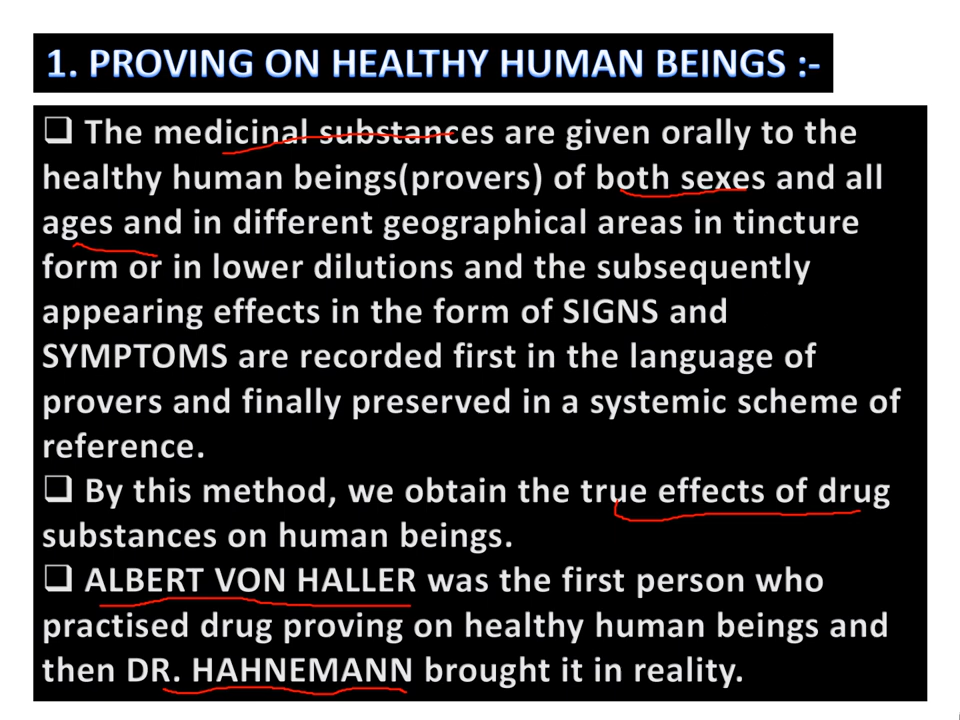 1. PROVING ON HEALTHY HUMAN BEINGS :-
❑ The medicinal substances are given orally to the
healthy human beings(provers) of both sexes and all
ages and in different geographical areas in tincture
form or in lower dilutions and the subsequently
appearing effects in the form of SIGNS and
SYMPTOMS are recorded first in the language of
provers and finally preserved in a systemic scheme of
reference.
❑ By this method, we obtain the true effects of drug
substances on human beings.
❑ ALBERT VON HALLER was the first person who
practised drug proving on healthy human beings and
then DR. HAHNEMANN brought it in reality.